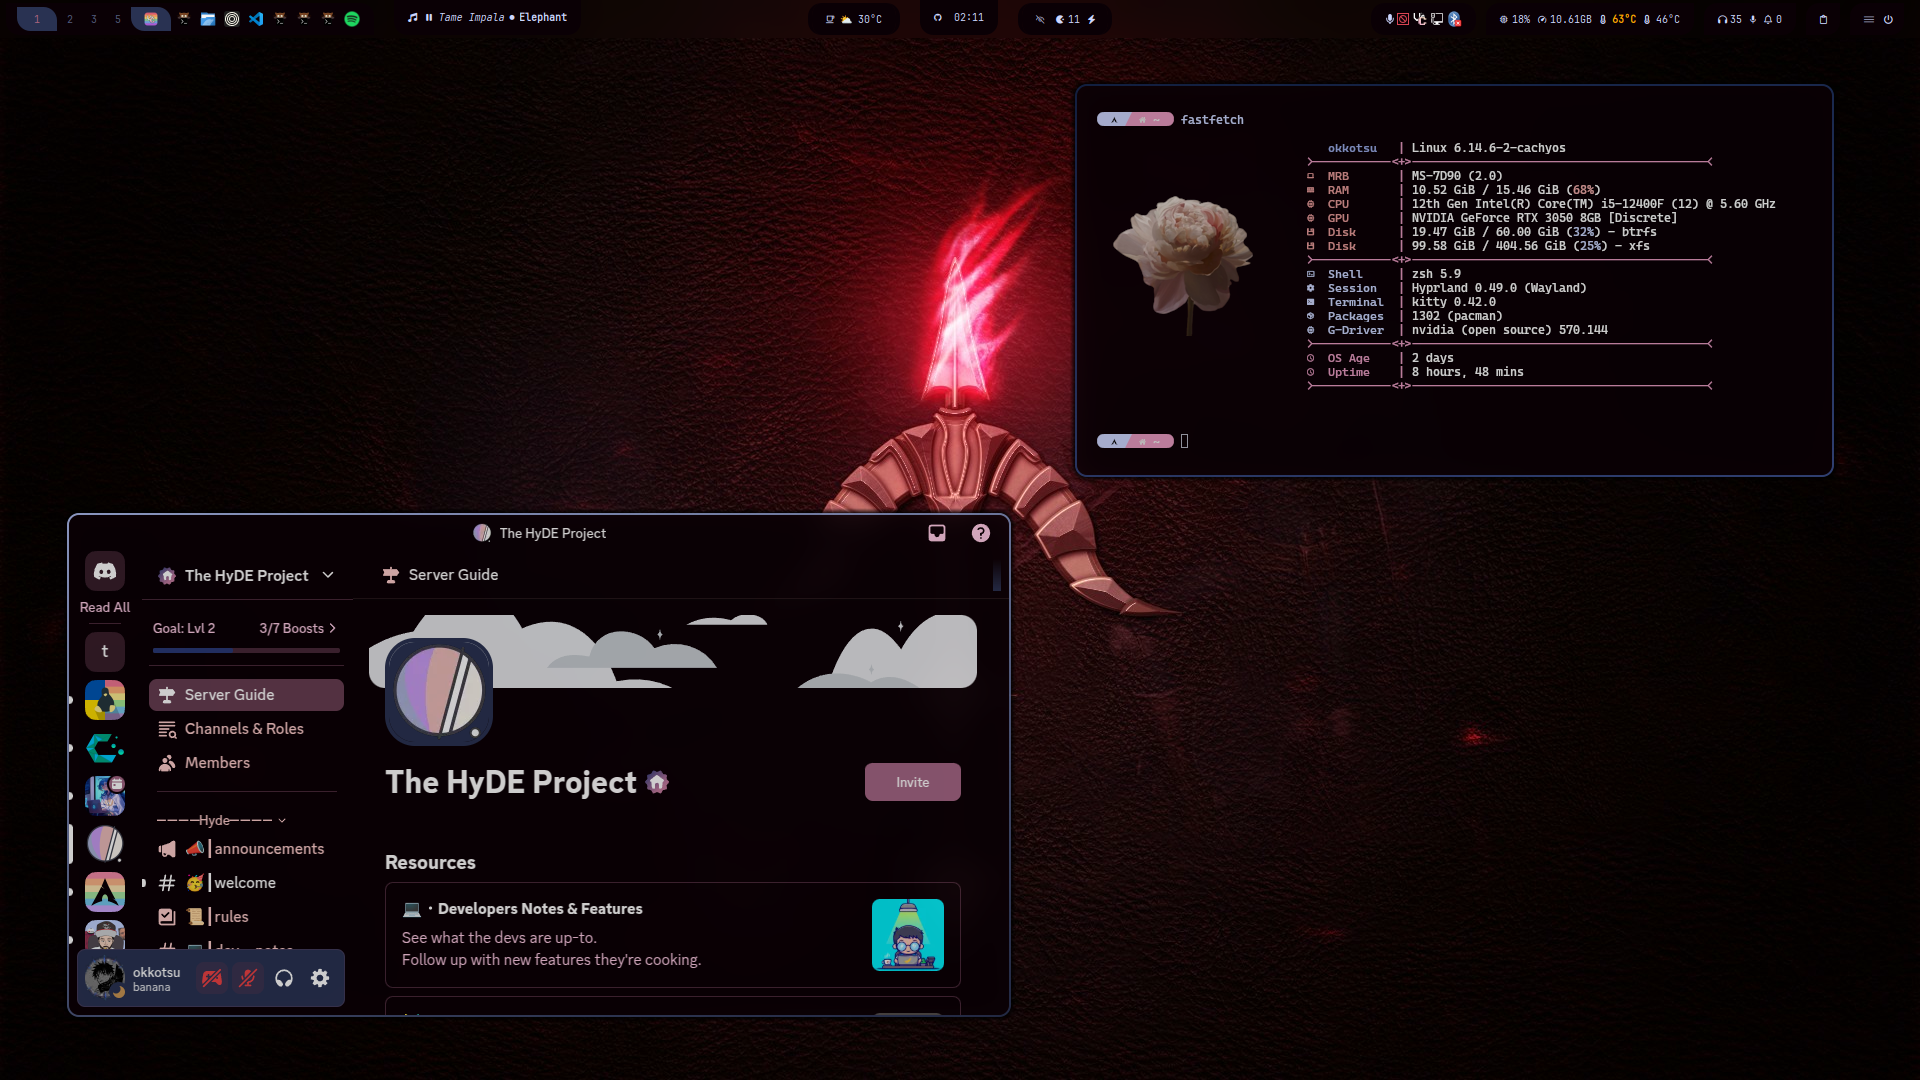 1 2 3 5
Tame Impala • Elephant
30°C
02:11
11
18% 10.61GB 63°C 46°C
35 0
fastfetch
okkotsu | Linux 6.14.6-2-cachyos
MRB | MS-7D90 (2.0)
RAM | 10.52 GiB / 15.46 GiB (68%)
CPU | 12th Gen Intel(R) Core(TM) i5-12400F (12) @ 5.60 GHz
GPU | NVIDIA GeForce RTX 3050 8GB [Discrete]
Disk | 19.47 GiB / 60.00 GiB (32%) - btrfs
Disk | 99.58 GiB / 404.56 GiB (25%) - xfs
Shell | zsh 5.9
Session | Hyprland 0.49.0 (Wayland)
Terminal | kitty 0.42.0
Packages | 1302 (pacman)
G-Driver | nvidia (open source) 570.144
OS Age | 2 days
Uptime | 8 hours, 48 mins
The HyDE Project
Read All
t
The HyDE Project
Goal: Lvl 2 3/7 Boosts
Server Guide
Channels & Roles
Members
————Hyde————
📣|announcements
🥳|welcome
📜|rules
okkotsu
banana
Server Guide
The HyDE Project
Invite
Resources
💻 • Developers Notes & Features
See what the devs are up-to.
Follow up with new features they're cooking.